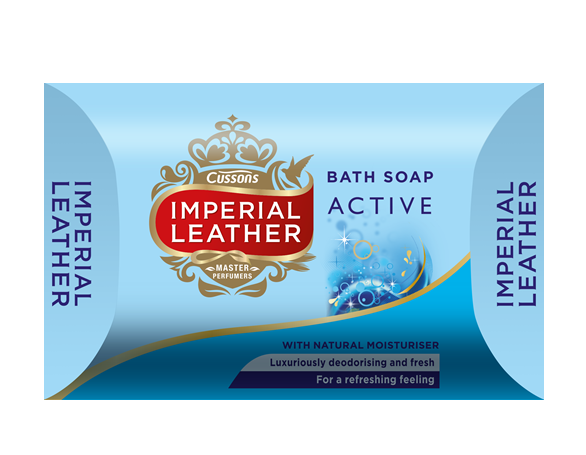 IMPERIAL
LEATHER
Cussons
IMPERIAL
LEATHER
MASTER
PERFUMERS
BATH SOAP
ACTIVE
WITH NATURAL MOISTURISER
Luxuriously deodorising and fresh
For a refreshing feeling
IMPERIAL
LEATHER